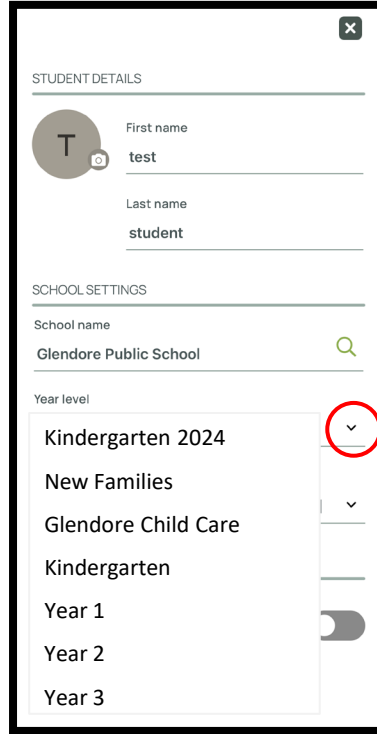 STUDENT DETAILS
T
First name
test
Last name
student
SCHOOL SETTINGS
School name
Glendore Public School
Year level
Kindergarten 2024
New Families
Glendore Child Care
Kindergarten
Year 1
Year 2
Year 3